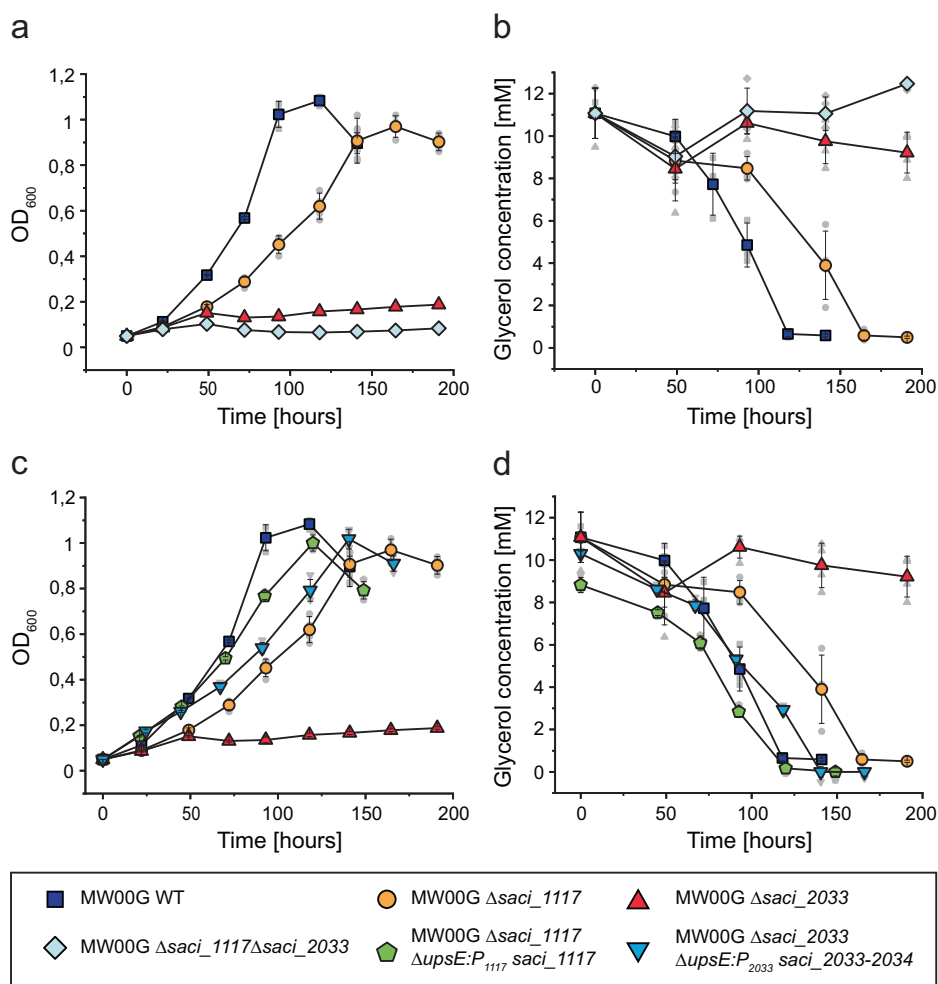 a
b
1,2
1
0,8
0,6
0,4
0,2
0
OD600
0
50
100
150
200
Time [hours]
12
10
8
6
4
2
0
Glycerol concentration [mM]
0
50
100
150
200
Time [hours]
c
d
1,2
1
0,8
0,6
0,4
0,2
0
OD600
0
50
100
150
200
Time [hours]
12
10
8
6
4
2
0
Glycerol concentration [mM]
0
50
100
150
200
Time [hours]
MW00G WT
MW00G Δsaci_1117
MW00G Δsaci_2033
MW00G Δsaci_1117Δsaci_2033
MW00G Δsaci_1117
ΔupsE:P1117 saci_1117
MW00G Δsaci_2033
ΔupsE:P2033 saci_2033-2034